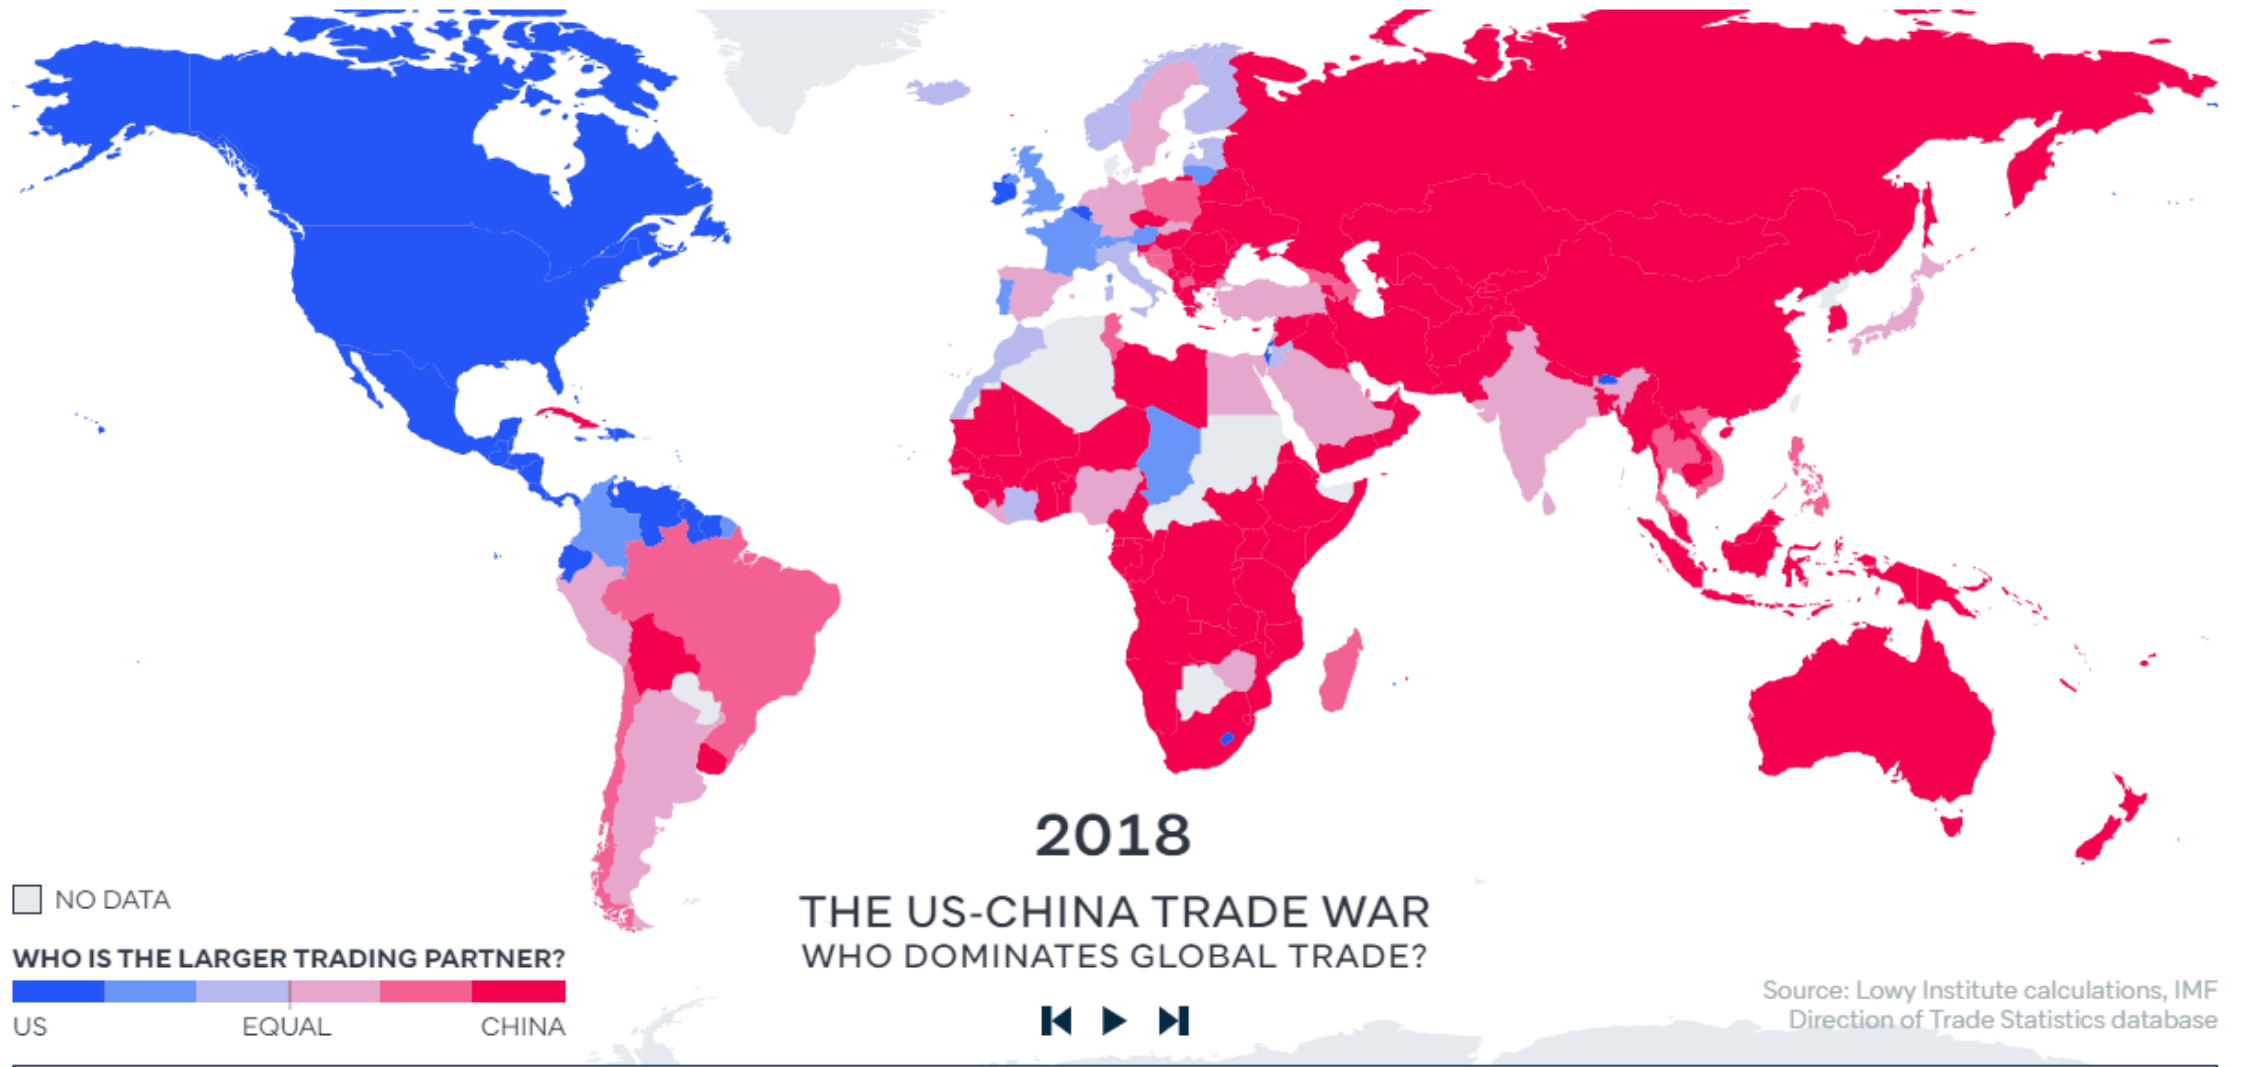 2018
THE US-CHINA TRADE WAR
WHO DOMINATES GLOBAL TRADE?
NO DATA
WHO IS THE LARGER TRADING PARTNER?
US EQUAL CHINA
Source: Lowy Institute calculations, IMF
Direction of Trade Statistics database